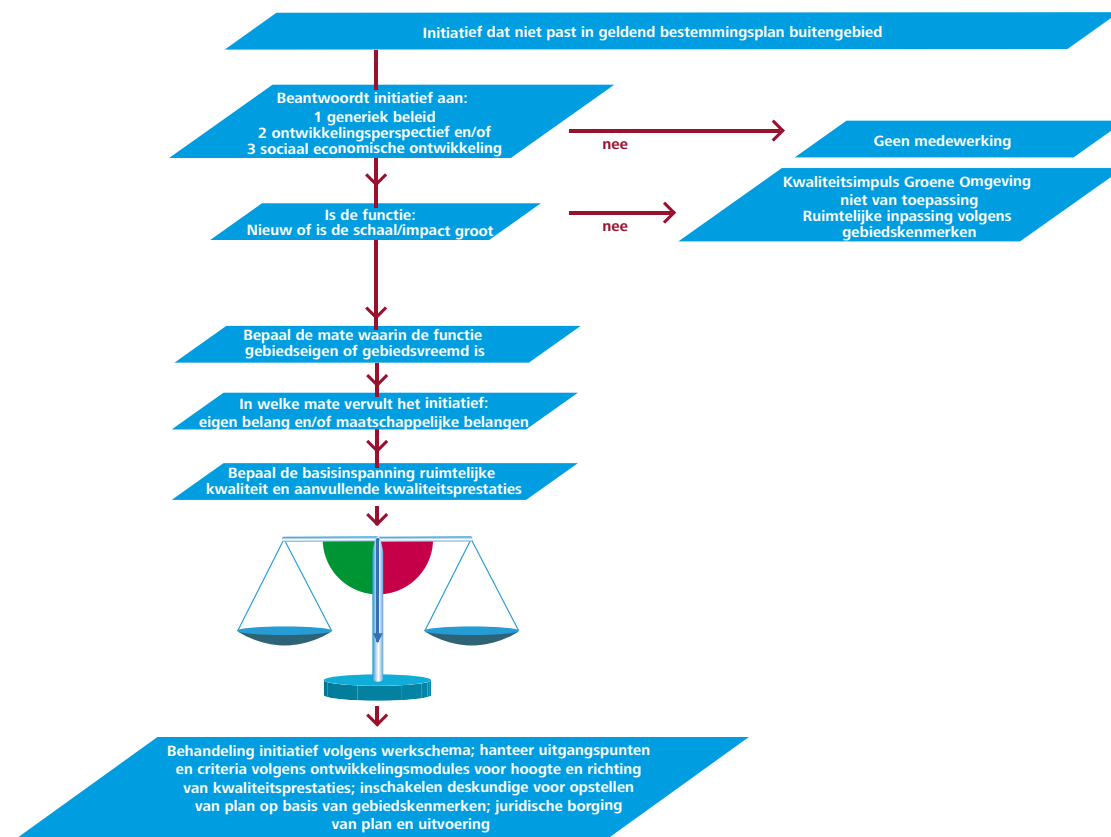 Initiatief dat niet past in geldend bestemmingsplan buitengebied
Beantwoordt initiatief aan:
1 generiek beleid
2 ontwikkelingsperspectief en/of
3 sociaal economische ontwikkeling
nee
Geen medewerking
Is de functie:
Nieuw of is de schaal/impact groot
nee
Kwaliteitsimpuls Groene Omgeving
niet van toepassing
Ruimtelijke inpassing volgens
gebiedskenmerken
Bepaal de mate waarin de functie
gebiedseigen of gebiedsvreemd is
In welke mate vervult het initiatief:
eigen belang en/of maatschappelijke belangen
Bepaal de basisinspanning ruimtelijke
kwaliteit en aanvullende kwaliteitsprestaties
Behandeling initiatief volgens werkschema; hanteer uitgangspunten
en criteria volgens ontwikkelingsmodules voor hoogte en richting
van kwaliteitsprestaties; inschakelen deskundige voor opstellen
van plan op basis van gebiedskenmerken; juridische borging
van plan en uitvoering